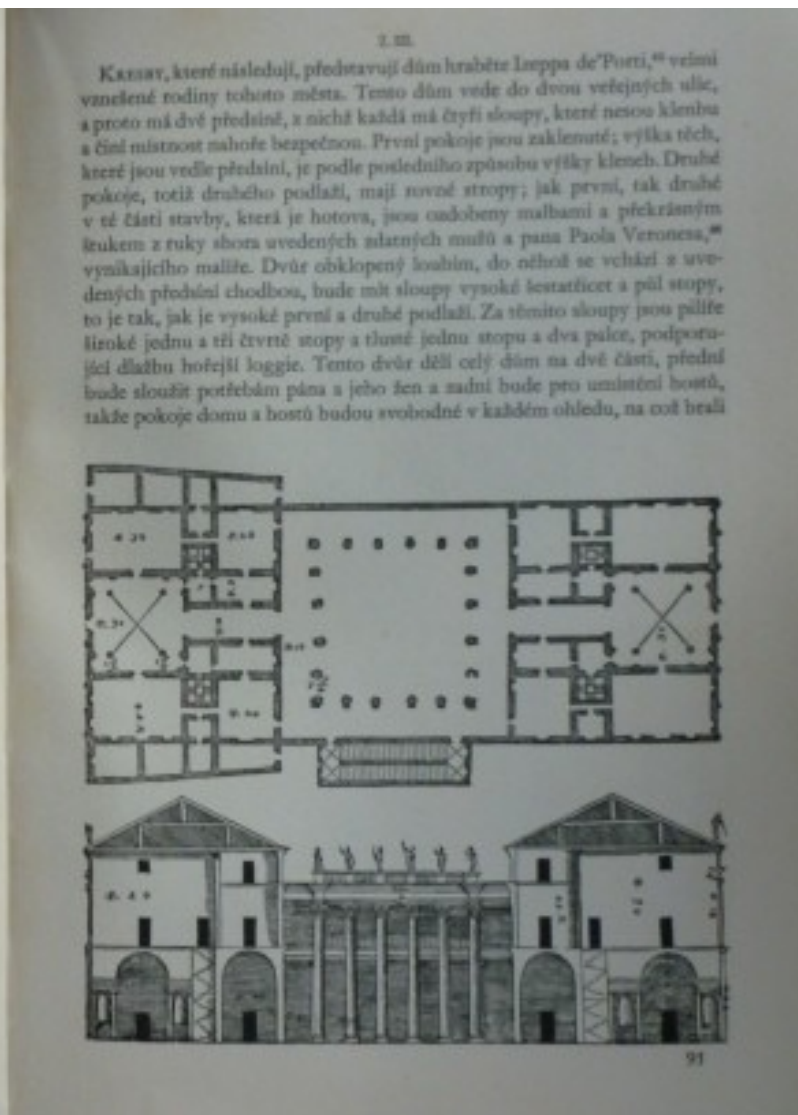 2. III.
KRESBY, které následují, představují dům hraběte Iseppa de'Porti, velmi
vznešené rodiny tohoto města. Tento dům vede do dvou veřejných ulic,
a proto má dvě předsíně, z nichž každá má čtyři sloupy, které nesou klenbu
a činí místnost nahoře bezpečnou. První pokoje jsou zaklenuté; výška těch,
které jsou vedle předsíní, je podle posledního způsobu výšky kleneb. Druhé
pokoje, totiž druhého podlaží, mají rovné stropy; jak první, tak druhé
v té části stavby, která je hotova, jsou ozdobeny malbami a překrásným
štukem z ruky shora uvedených zdatných mužů a pana Paola Veronesa,
vynikajícího malíře. Dvůr obklopený loubím, do něhož se vchází z uve-
dených předsíní chodbou, bude mít sloupy vysoké šestatřicet a půl stopy,
to je tak, jak je vysoké první a druhé podlaží. Za těmito sloupy jsou pilíře
široké jednu a tři čtvrtě stopy a tlusté jednu stopu a dva palce, podporu-
jící dlažbu hořejší loggie. Tento dvůr dělí celý dům na dvě části, přední
bude sloužit potřebám pána a jeho žen a zadní bude pro umístění hostů,
takže pokoje domu a hostů budou svobodné v každém ohledu, na což brali
91